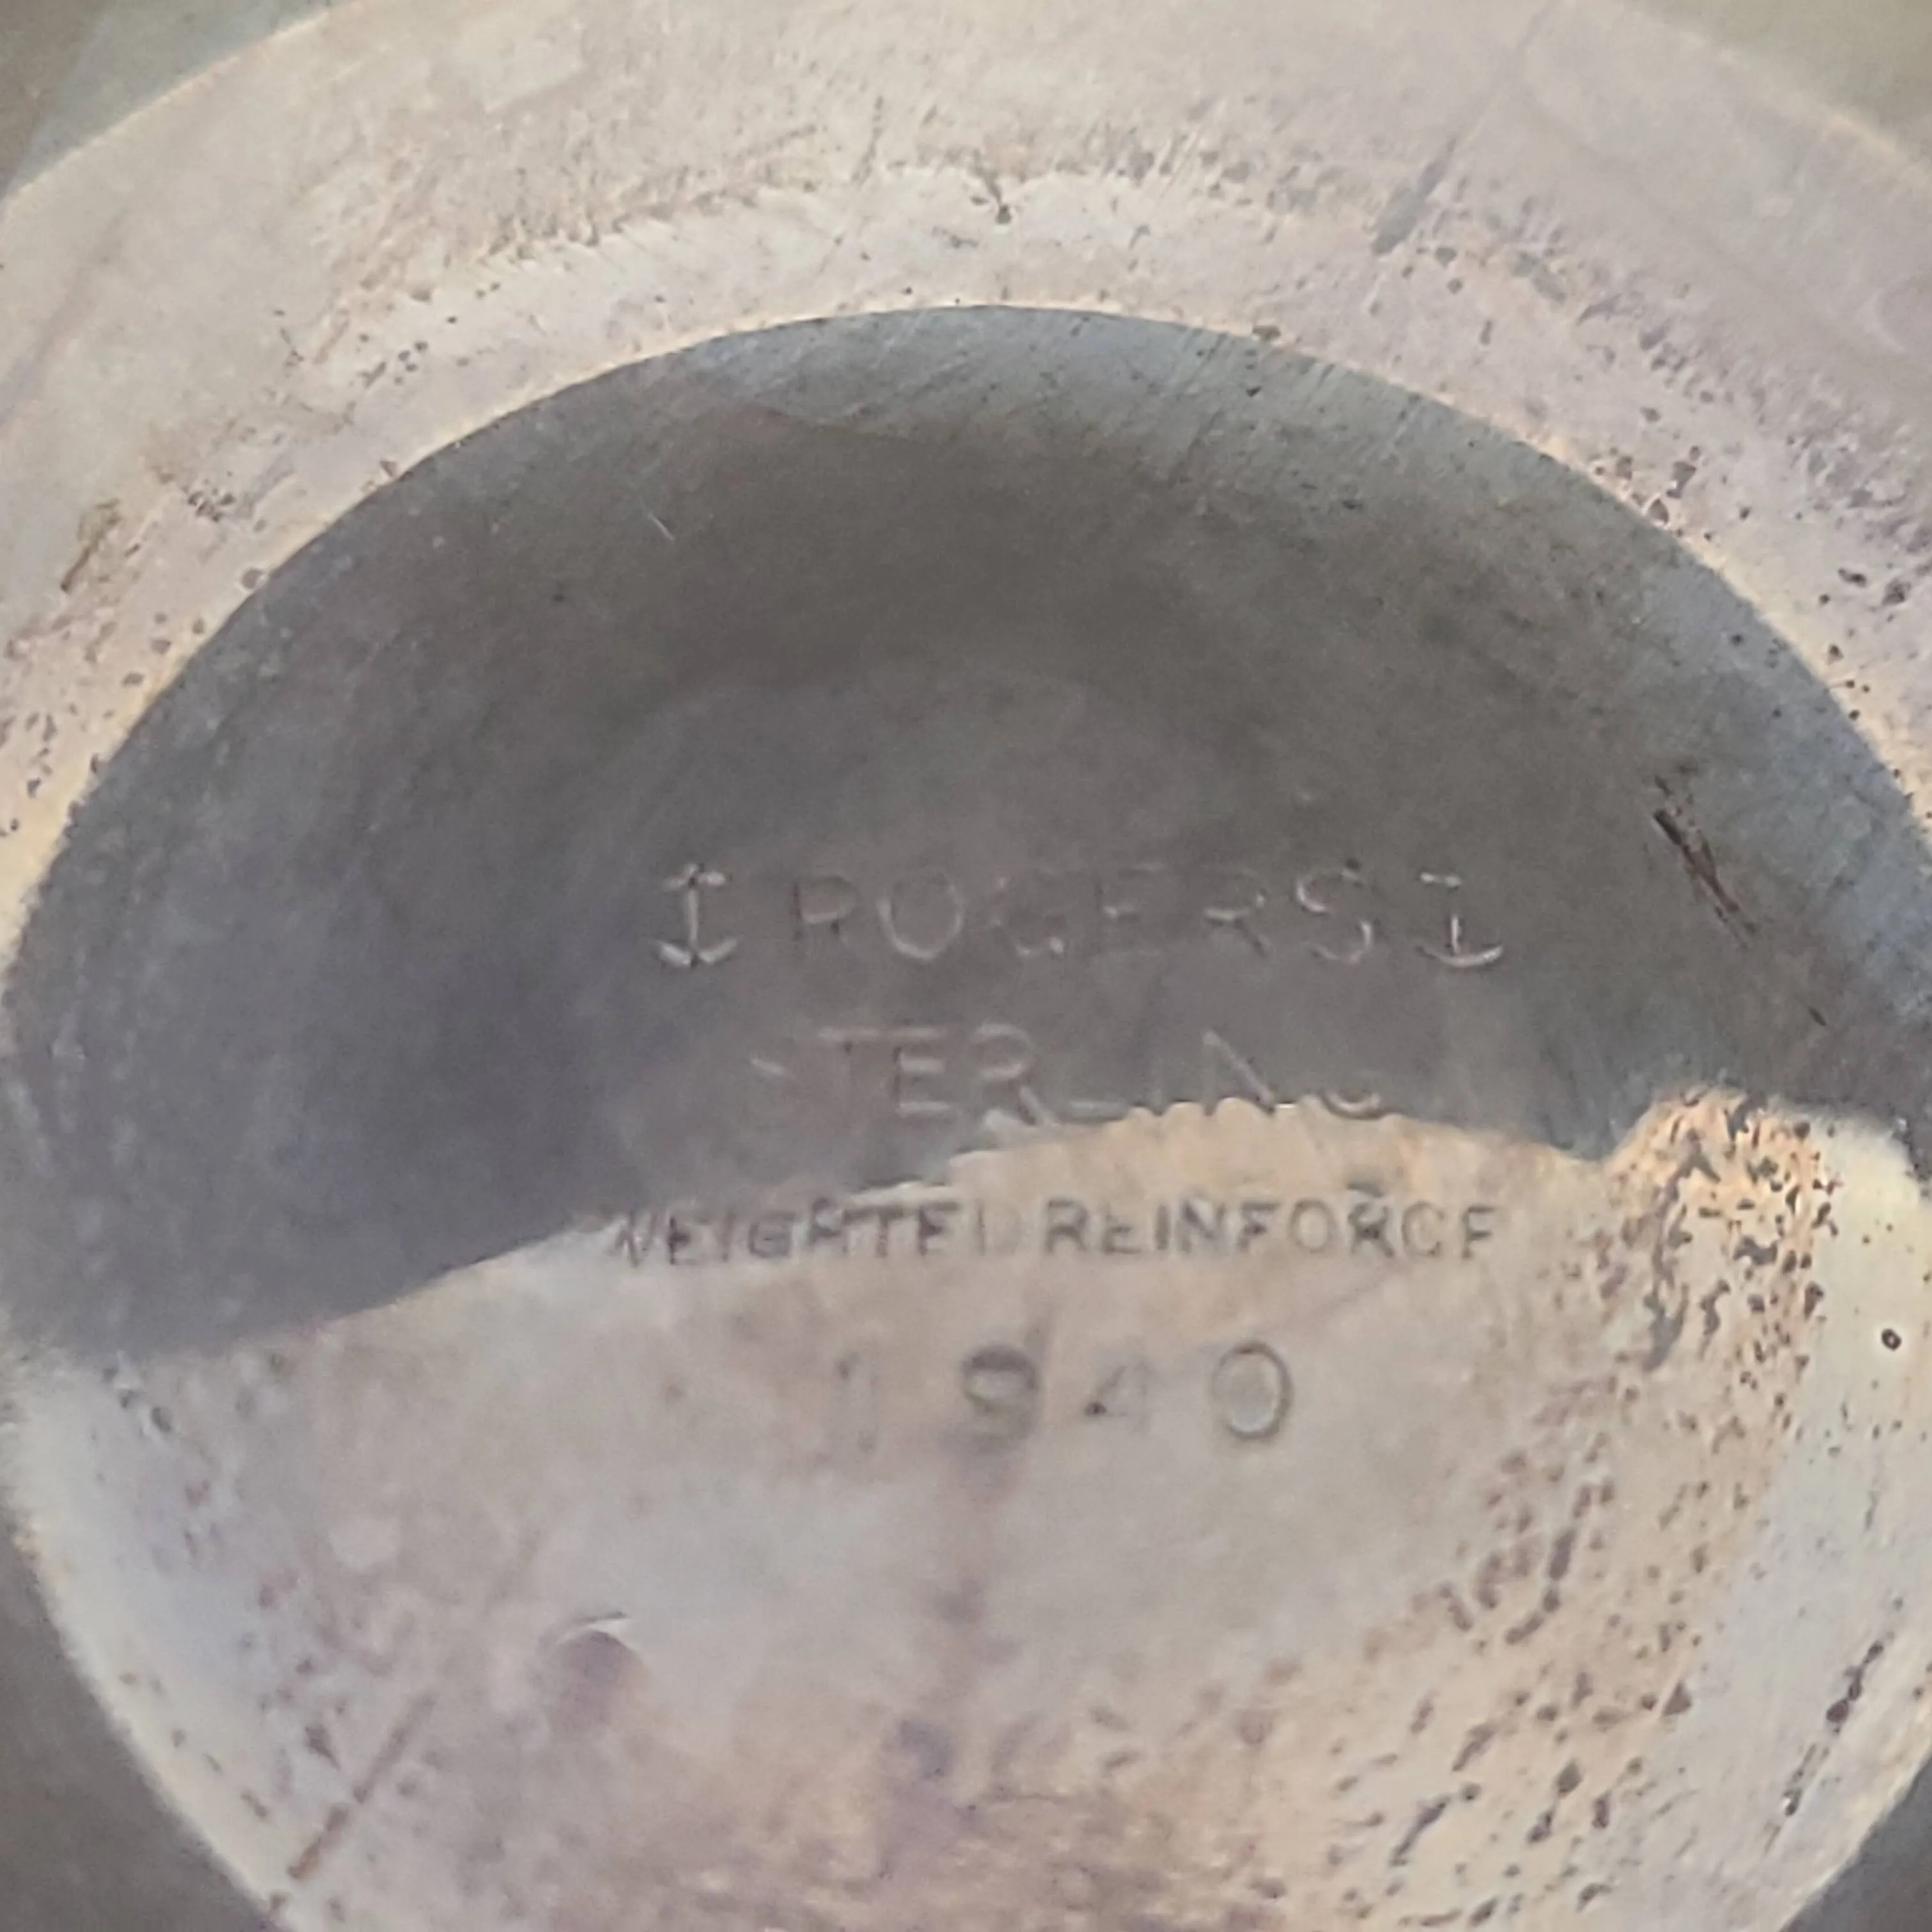 ⚓ ROGERS ⚓
STERLING
WEIGHTED REINFORCE
1940